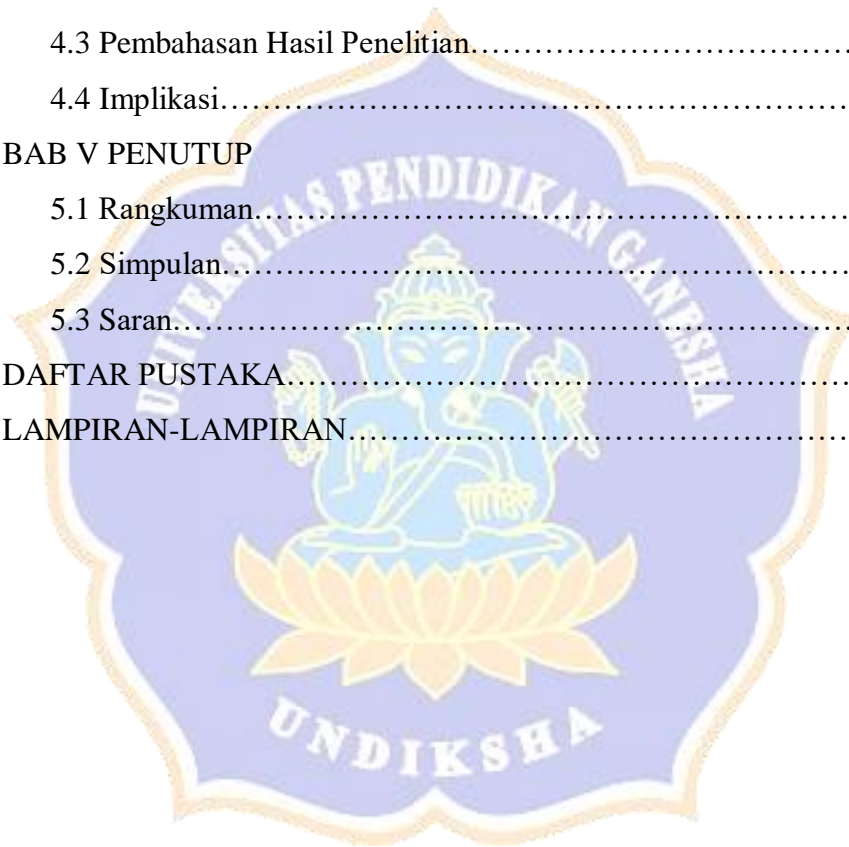 4.3 Pembahasan Hasil Penelitian……………………………………
4.4 Implikasi……………………………………………………………
BAB V PENUTUP
5.1 Rangkuman…………………………………………………………
5.2 Simpulan……………………………………………………………
5.3 Saran…………………………………………………………………
DAFTAR PUSTAKA……………………………………………………
LAMPIRAN-LAMPIRAN………………………………………………
UNIVERSITAS PENDIDIKAN GANESHA
UNDIKSHA